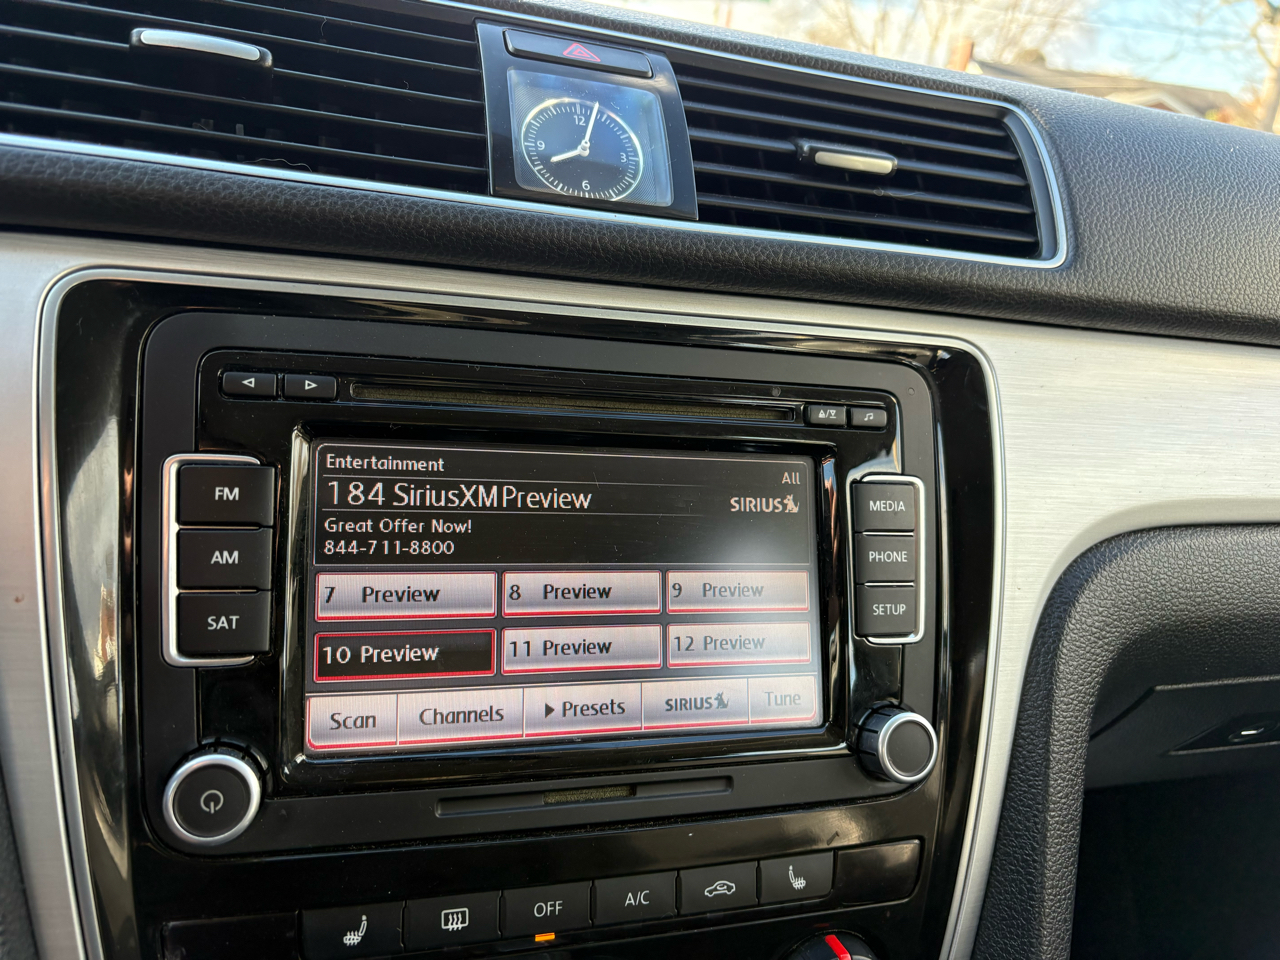 12
9
3
6
FM
AM
SAT
Entertainment
All
184 SiriusXMPreview
SIRIUS
Great Offer Now!
844-711-8800
7 Preview
8 Preview
9 Preview
10 Preview
11 Preview
12 Preview
Scan
Channels
Presets
SIRIUS
Tune
MEDIA
PHONE
SETUP
OFF
A/C